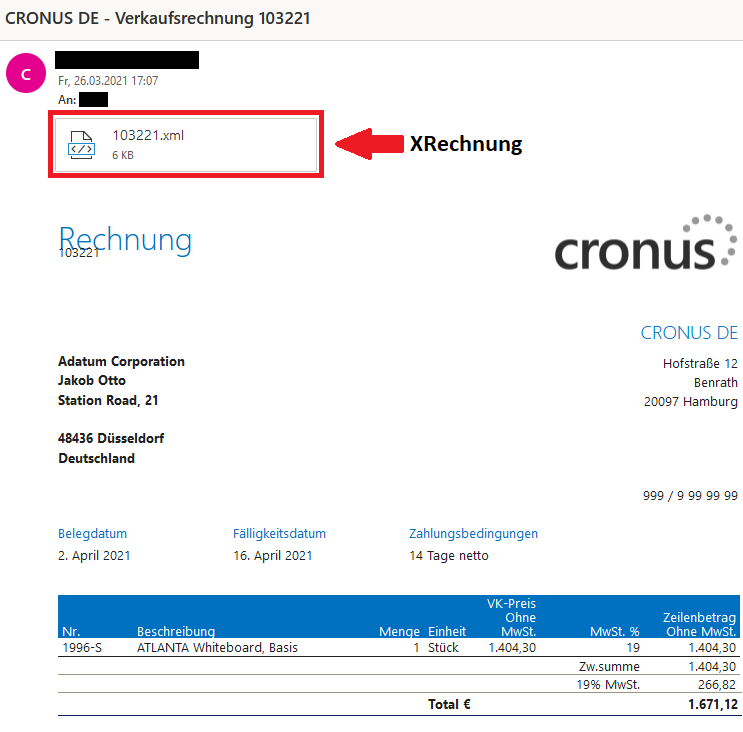 CRONUS DE - Verkaufsrechnung 103221
C
Fr, 26.03.2021 17:07
An:
103221.xml
6 KB
XRechnung
Rechnung
103221
cronus
CRONUS DE
Hofstraße 12
Benrath
20097 Hamburg
Adatum Corporation
Jakob Otto
Station Road, 21
48436 Düsseldorf
Deutschland
999 / 9 99 99 99
Belegdatum Fälligkeitsdatum Zahlungsbedingungen
2. April 2021 16. April 2021 14 Tage netto
VK-Preis
Ohne Zeilenbetrag
Nr. Beschreibung Menge Einheit MwSt. MwSt. % Ohne MwSt.
1996-S ATLANTA Whiteboard, Basis 1 Stück 1.404,30 19 1.404,30
Zw.summe 1.404,30
19% MwSt. 266,82
Total € 1.671,12